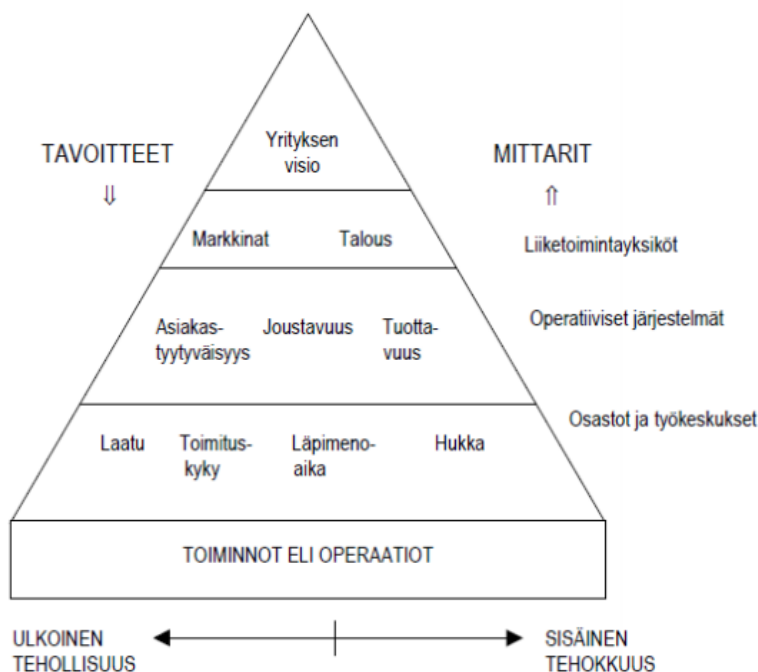 Yrityksen
visio
TAVOITTEET
MITTARIT
⇓
⇑
Markkinat Talous
Liiketoimintayksiköt
Asiakas-
tyytyväisyys
Joustavuus
Tuotta-
vuus
Operatiiviset järjestelmät
Osastot ja työkeskukset
Laatu
Toimitus-
kyky
Läpimeno-
aika
Hukka
TOIMINNOT ELI OPERAATIOT
ULKOINEN
TEHOLLISUUS
SISÄINEN
TEHOKKUUS